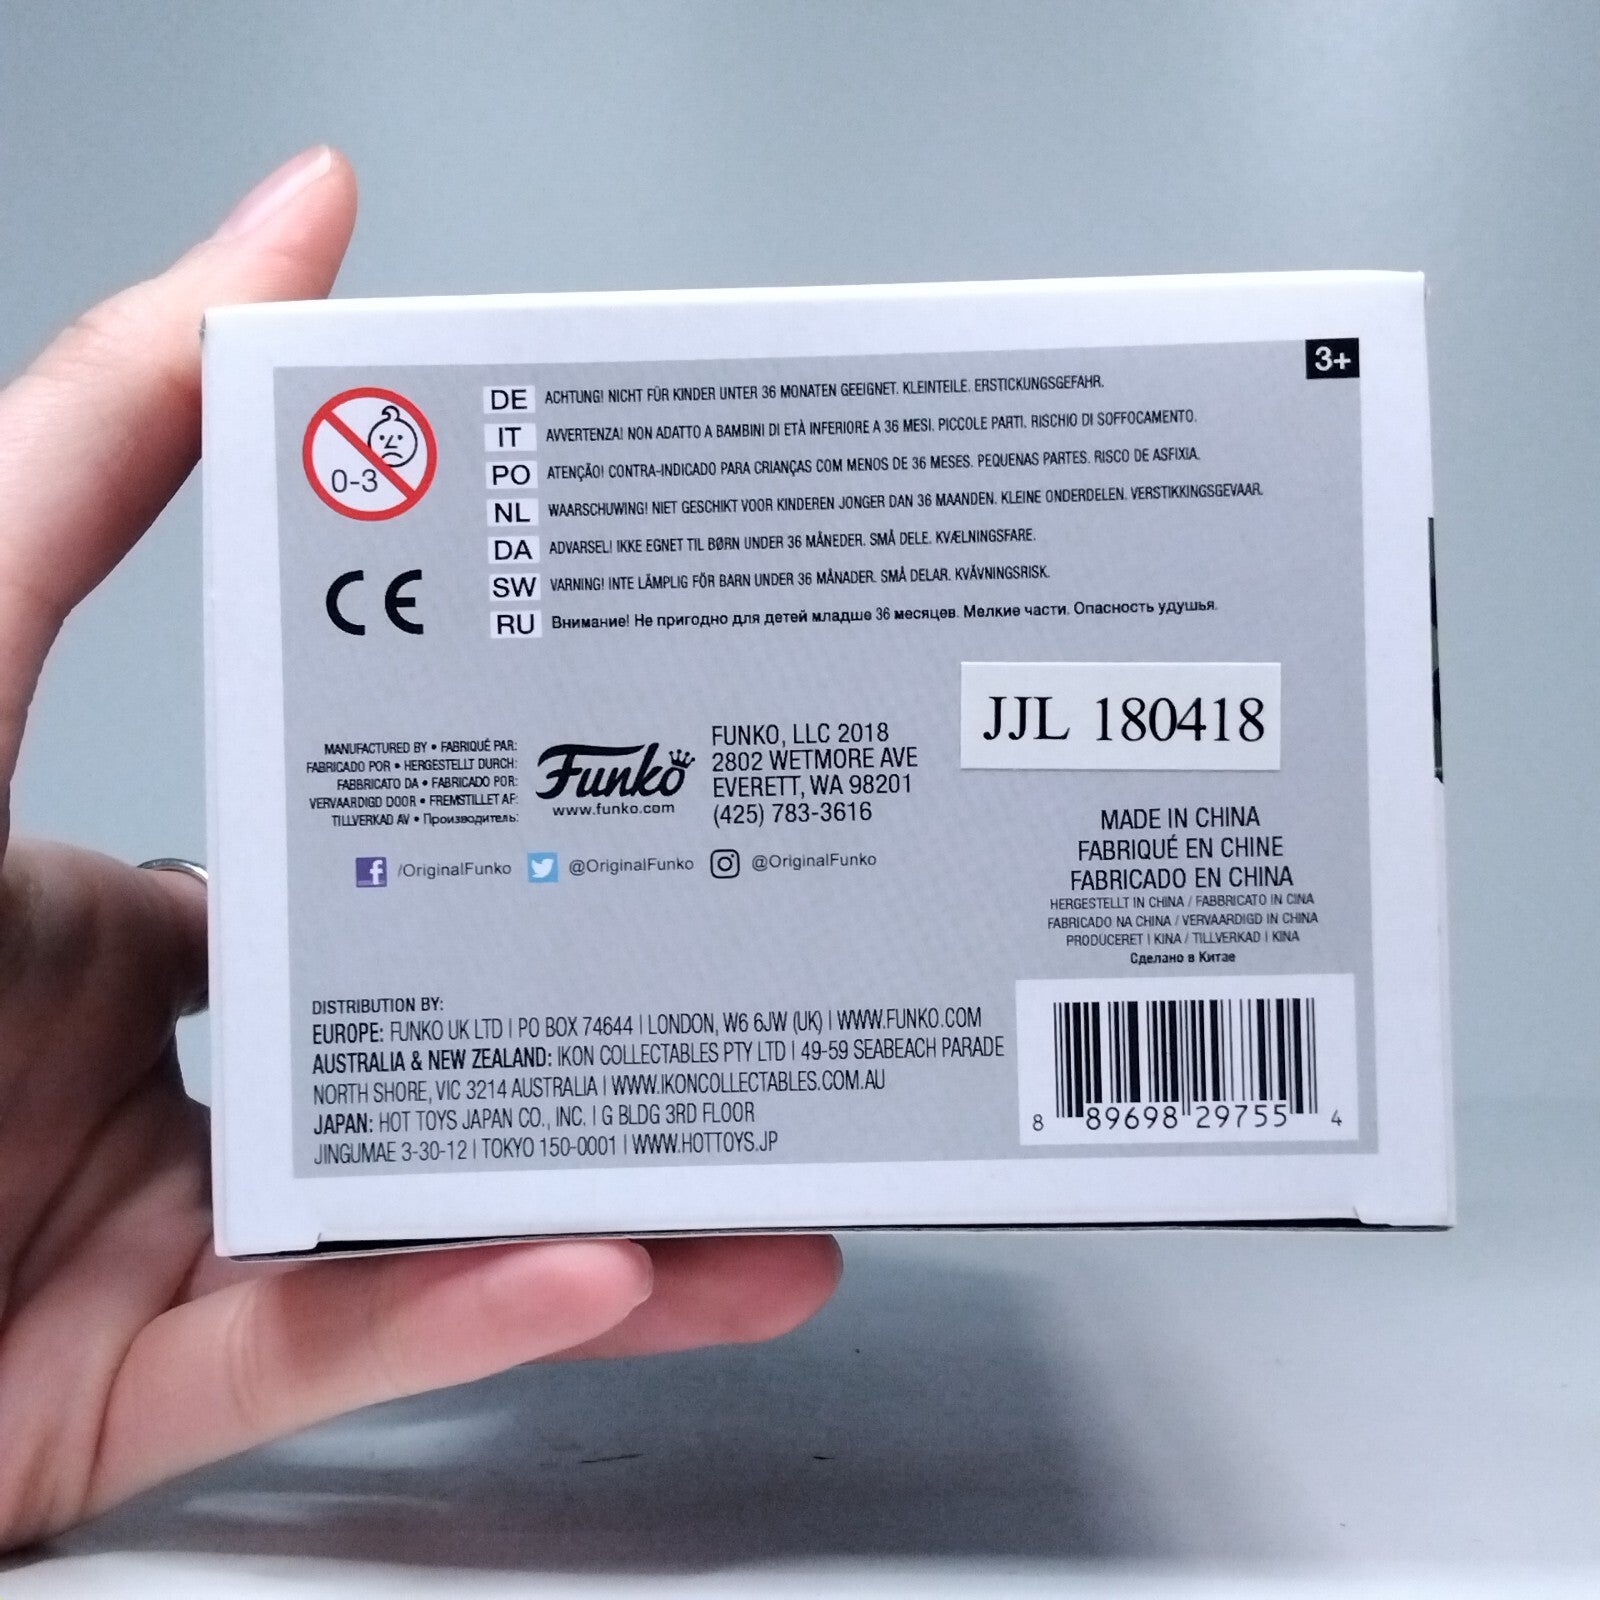 3+
0-3
DE ACHTUNG! NICHT FÜR KINDER UNTER 36 MONATEN GEEIGNET. KLEINTEILE. ERSTICKUNGSGEFAHR.
IT AVVERTENZA! NON ADATTO A BAMBINI DI ETÀ INFERIORE A 36 MESI. PICCOLE PARTI. RISCHIO DI SOFFOCAMENTO.
PO ATENÇÃO! CONTRA-INDICADO PARA CRIANÇAS COM MENOS DE 36 MESES. PEQUENAS PARTES. RISCO DE ASFIXIA.
NL WAARSCHUWING! NIET GESCHIKT VOOR KINDEREN JONGER DAN 36 MAANDEN. KLEINE ONDERDELEN. VERSTIKKINGSGEVAAR.
DA ADVARSEL! IKKE EGNET TIL BØRN UNDER 36 MÅNEDER. SMÅ DELE. KVÆLNINGSFARE.
SW VARNING! INTE LÄMPLIG FÖR BARN UNDER 36 MÅNADER. SMÅ DELAR. KVÄVNINGSRISK.
RU Внимание! Не пригодно для детей младше 36 месяцев. Мелкие части. Опасность удушья.
CE
JJL 180418
MANUFACTURED BY • FABRIQUÉ PAR:
FABRICADO POR • HERGESTELLT DURCH:
FABBRICATO DA • FABRICADO POR:
VERVAARDIGD DOOR • FREMSTILLET AF:
TILLVERKAD AV • Производитель:
Funko
www.funko.com
FUNKO, LLC 2018
2802 WETMORE AVE
EVERETT, WA 98201
(425) 783-3616
/OriginalFunko @OriginalFunko @OriginalFunko
MADE IN CHINA
FABRIQUÉ EN CHINE
FABRICADO EN CHINA
HERGESTELLT IN CHINA / FABBRICATO IN CINA
FABRICADO NA CHINA / VERVAARDIGD IN CHINA
PRODUCERET I KINA / TILLVERKAD I KINA
Сделано в Китае
DISTRIBUTION BY:
EUROPE: FUNKO UK LTD | PO BOX 74644 | LONDON, W6 6JW (UK) | WWW.FUNKO.COM
AUSTRALIA & NEW ZEALAND: IKON COLLECTABLES PTY LTD | 49-59 SEABEACH PARADE
NORTH SHORE, VIC 3214 AUSTRALIA | WWW.IKONCOLLECTABLES.COM.AU
JAPAN: HOT TOYS JAPAN CO., INC. | G BLDG 3RD FLOOR
JINGUMAE 3-30-12 | TOKYO 150-0001 | WWW.HOTTOYS.JP
8 89698 29755 4